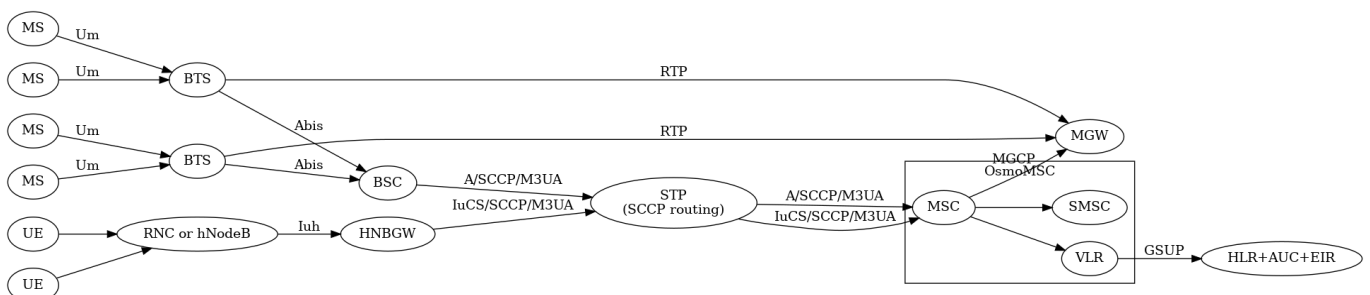 MS
Um
MS
Um
BTS
RTP
MS
Um
MS
Um
BTS
RTP
Abis
Abis
BSC
MGW
MGCP
OsmoMSC
A/SCCP/M3UA
IuCS/SCCP/M3UA
STP
(SCCP routing)
A/SCCP/M3UA
IuCS/SCCP/M3UA
MSC
SMSC
UE
RNC or hNodeB
Iuh
HNBGW
VLR
GSUP
HLR+AUC+EIR
UE